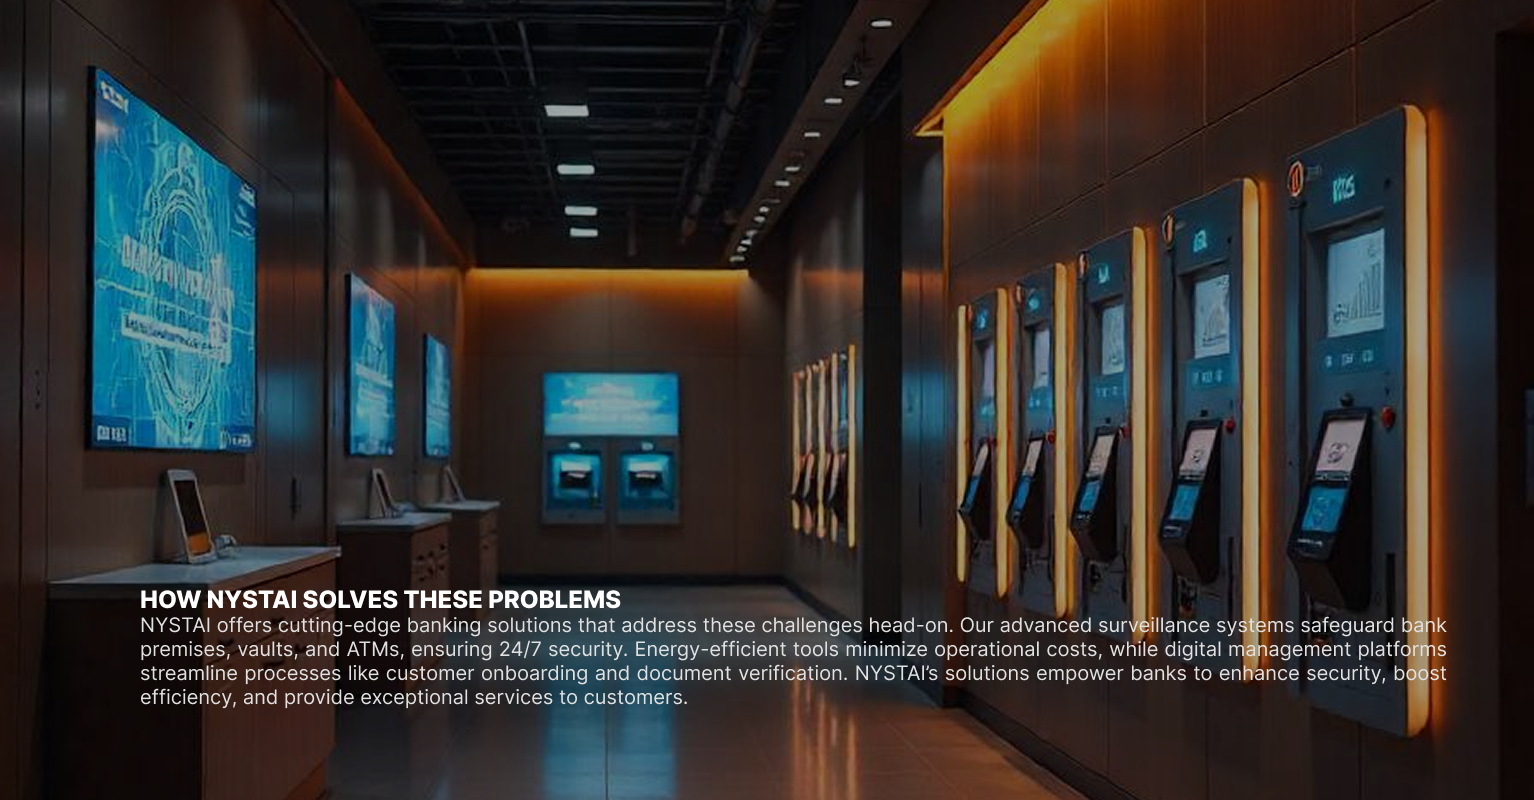 HOW NYSTAI SOLVES THESE PROBLEMS
NYSTAI offers cutting-edge banking solutions that address these challenges head-on. Our advanced surveillance systems safeguard bank
premises, vaults, and ATMs, ensuring 24/7 security. Energy-efficient tools minimize operational costs, while digital management platforms
streamline processes like customer onboarding and document verification. NYSTAI’s solutions empower banks to enhance security, boost
efficiency, and provide exceptional services to customers.